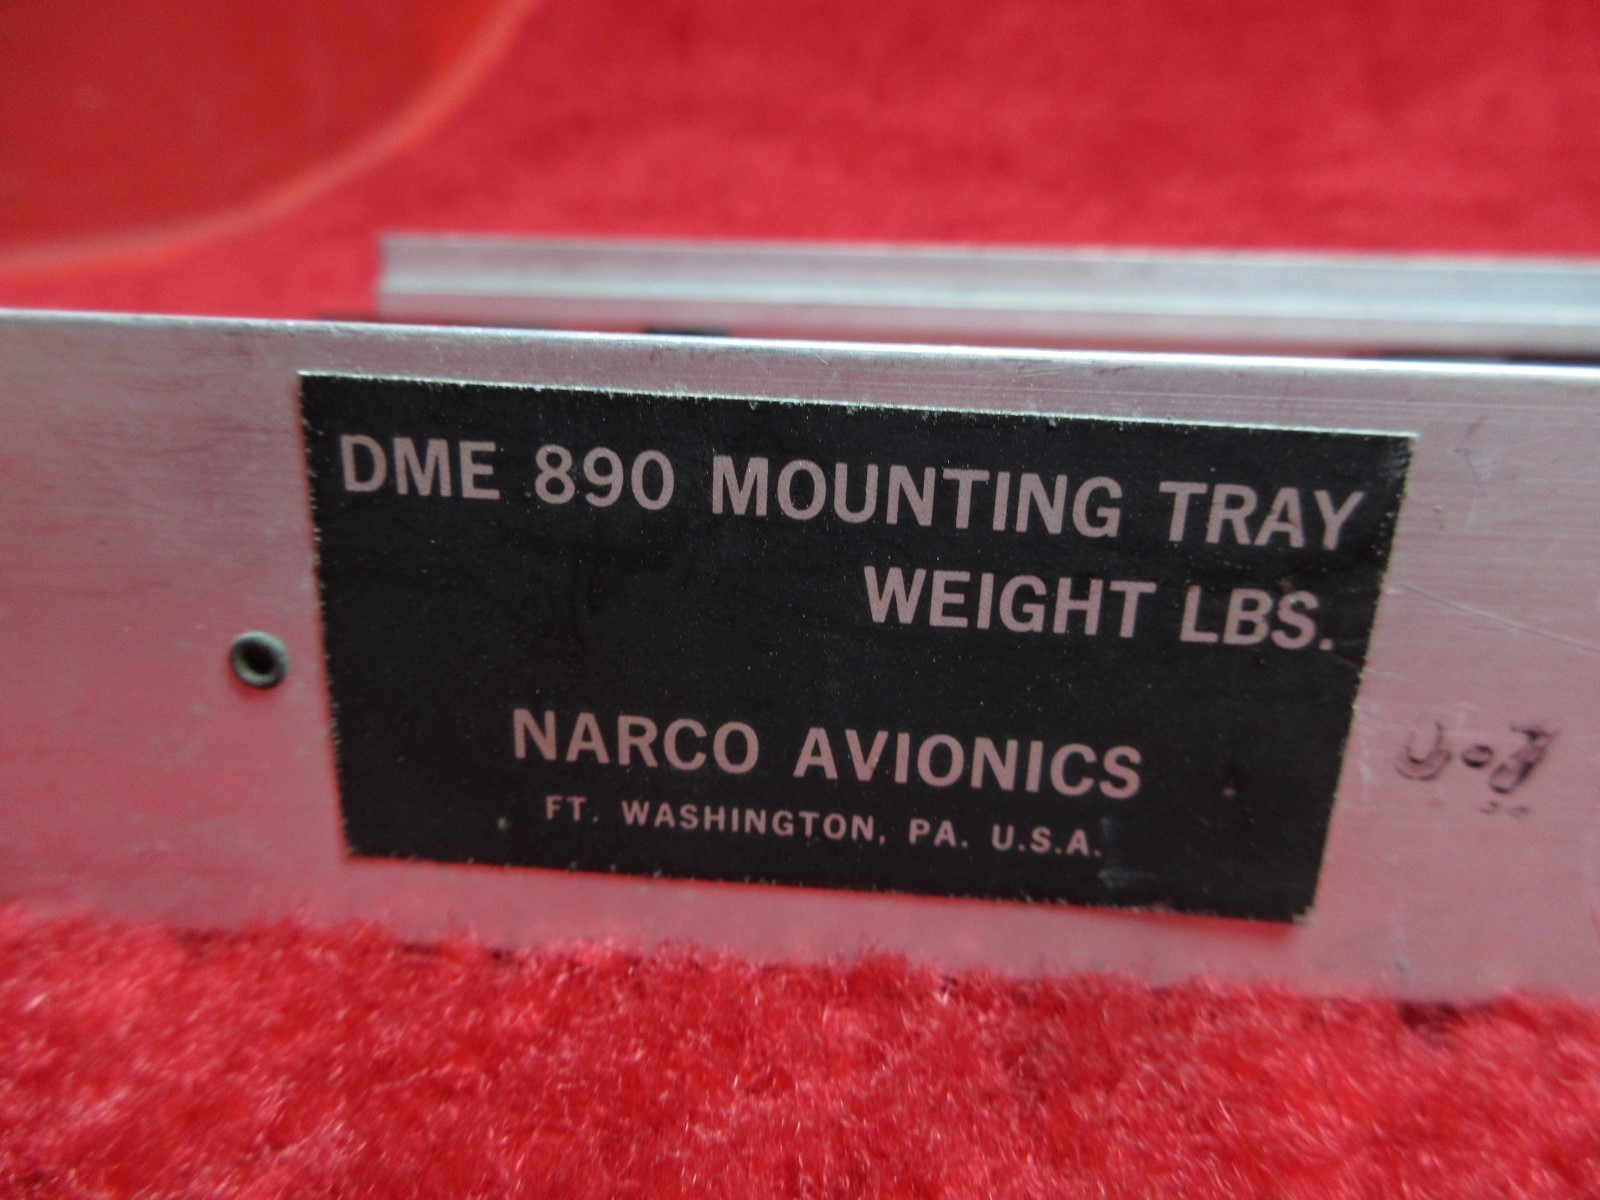 DME 890 MOUNTING TRAY
WEIGHT LBS.
NARCO AVIONICS
FT. WASHINGTON, PA. U.S.A.